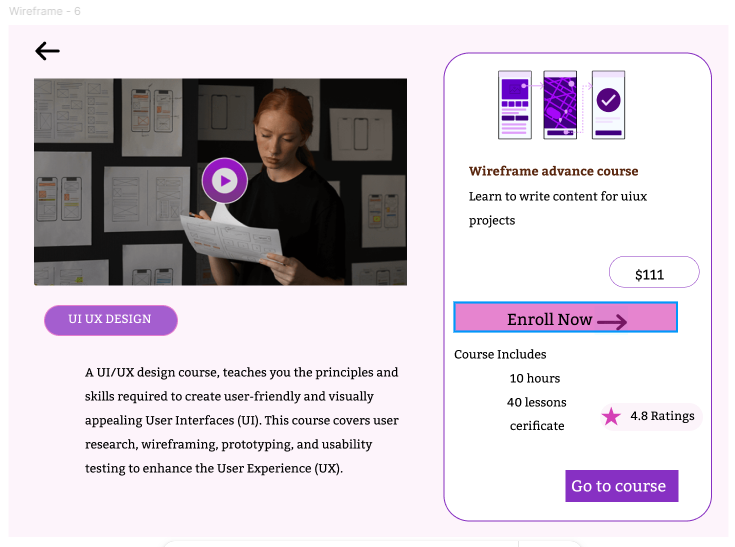 Wireframe - 6
UI UX DESIGN
A UI/UX design course, teaches you the principles and
skills required to create user-friendly and visually
appealing User Interfaces (UI). This course covers user
research, wireframing, prototyping, and usability
testing to enhance the User Experience (UX).
Wireframe advance course
Learn to write content for uiux
projects
$111
Enroll Now
Course Includes
10 hours
40 lessons
cerificate
4.8 Ratings
Go to course